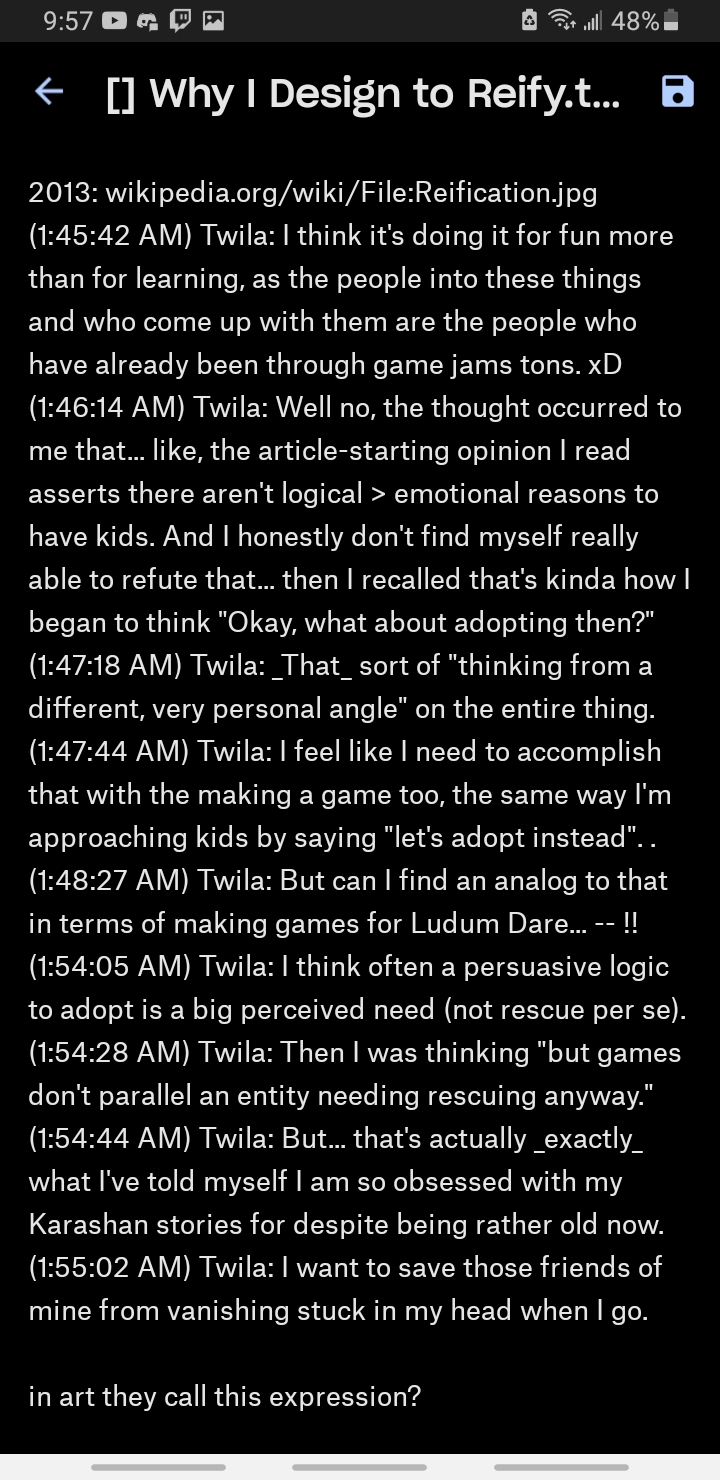 9:57 48%
[] Why I Design to Reify.t...
2013: wikipedia.org/wiki/File:Reification.jpg
(1:45:42 AM) Twila: I think it's doing it for fun more
than for learning, as the people into these things
and who come up with them are the people who
have already been through game jams tons. xD
(1:46:14 AM) Twila: Well no, the thought occurred to
me that... like, the article-starting opinion I read
asserts there aren't logical > emotional reasons to
have kids. And I honestly don't find myself really
able to refute that... then I recalled that's kinda how I
began to think "Okay, what about adopting then?"
(1:47:18 AM) Twila: _That_ sort of "thinking from a
different, very personal angle" on the entire thing.
(1:47:44 AM) Twila: I feel like I need to accomplish
that with the making a game too, the same way I'm
approaching kids by saying "let's adopt instead". .
(1:48:27 AM) Twila: But can I find an analog to that
in terms of making games for Ludum Dare... -- !!
(1:54:05 AM) Twila: I think often a persuasive logic
to adopt is a big perceived need (not rescue per se).
(1:54:28 AM) Twila: Then I was thinking "but games
don't parallel an entity needing rescuing anyway."
(1:54:44 AM) Twila: But... that's actually _exactly_
what I've told myself I am so obsessed with my
Karashan stories for despite being rather old now.
(1:55:02 AM) Twila: I want to save those friends of
mine from vanishing stuck in my head when I go.
in art they call this expression?